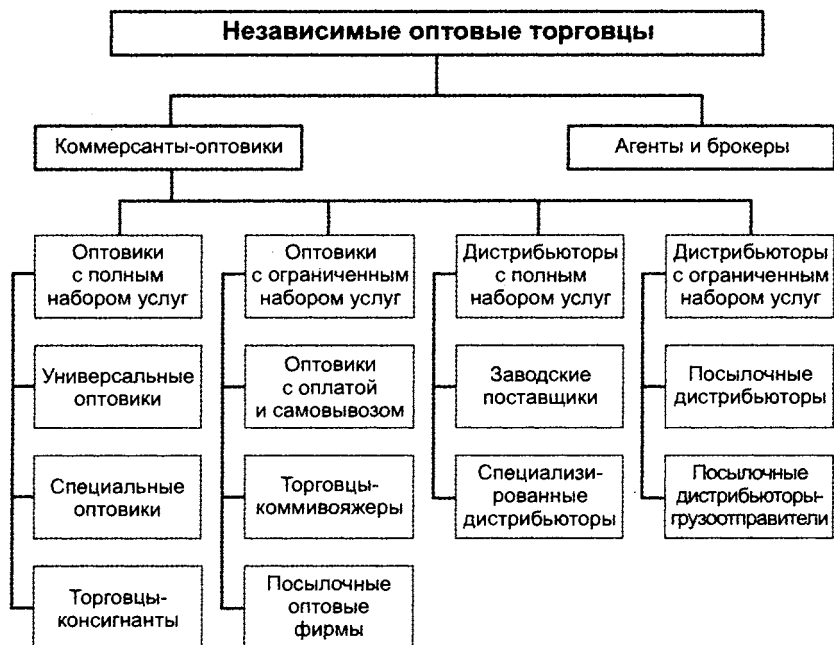 Независимые оптовые торговцы
Коммерсанты-оптовики
Агенты и брокеры
Оптовики
с полным
набором услуг
Оптовики
с ограниченным
набором услуг
Дистрибьюторы
с полным
набором услуг
Дистрибьюторы
с ограниченным
набором услуг
Универсальные
оптовики
Оптовики
с оплатой
и самовывозом
Заводские
поставщики
Посылочные
дистрибьюторы
Специальные
оптовики
Торговцы-
коммивояжеры
Специализи-
рованные
дистрибьюторы
Посылочные
дистрибьюторы-
грузоотправители
Торговцы-
консигнанты
Посылочные
оптовые
фирмы